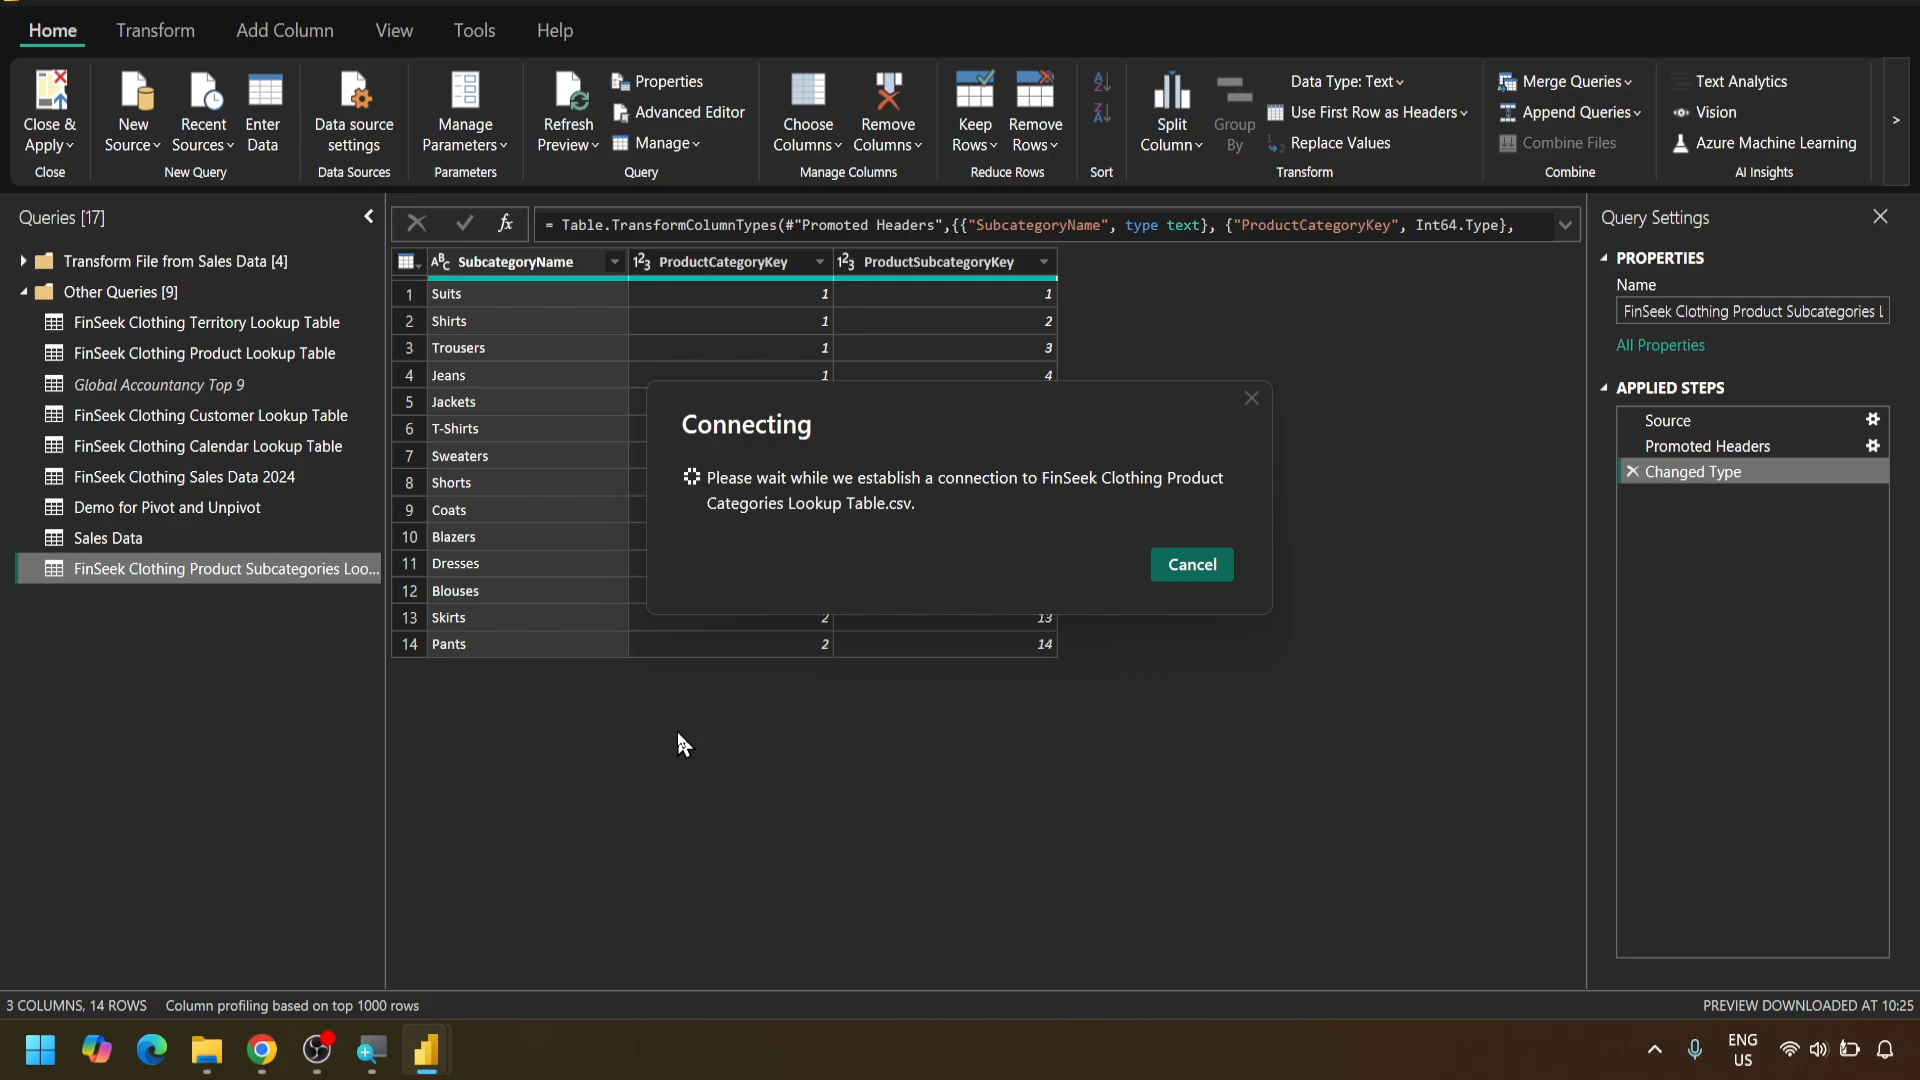 Home
Transform
Add Column
View
Tools
Help
Close &
Apply
Close
New
Source
Recent
Sources
Enter
Data
New Query
Data source
settings
Data Sources
Manage
Parameters
Parameters
Refresh
Preview
Properties
Advanced Editor
Manage
Query
Choose
Columns
Remove
Columns
Manage Columns
Keep
Rows
Remove
Rows
Reduce Rows
Sort
Split
Column
Group
By
Data Type: Text
Use First Row as Headers
Replace Values
Transform
Merge Queries
Append Queries
Combine Files
Combine
Text Analytics
Vision
Azure Machine Learning
AI Insights
Queries [17]
Transform File from Sales Data [4]
Other Queries [9]
FinSeek Clothing Territory Lookup Table
FinSeek Clothing Product Lookup Table
Global Accountancy Top 9
FinSeek Clothing Customer Lookup Table
FinSeek Clothing Calendar Lookup Table
FinSeek Clothing Sales Data 2024
Demo for Pivot and Unpivot
Sales Data
FinSeek Clothing Product Subcategories Loo...
fx = Table.TransformColumnTypes(#"Promoted Headers",{{"SubcategoryName", type text}, {"ProductCategoryKey", Int64.Type},
SubcategoryName ProductCategoryKey ProductSubcategoryKey
1 Suits 1 1
2 Shirts 1 2
3 Trousers 1 3
4 Jeans 1 4
5 Jackets
6 T-Shirts
7 Sweaters
8 Shorts
9 Coats
10 Blazers
11 Dresses
12 Blouses
13 Skirts 2 13
14 Pants 2 14
Connecting
Please wait while we establish a connection to FinSeek Clothing Product
Categories Lookup Table.csv.
Cancel
Query Settings
PROPERTIES
Name
FinSeek Clothing Product Subcategories L
All Properties
APPLIED STEPS
Source
Promoted Headers
Changed Type
3 COLUMNS, 14 ROWS Column profiling based on top 1000 rows
PREVIEW DOWNLOADED AT 10:25
ENG
US